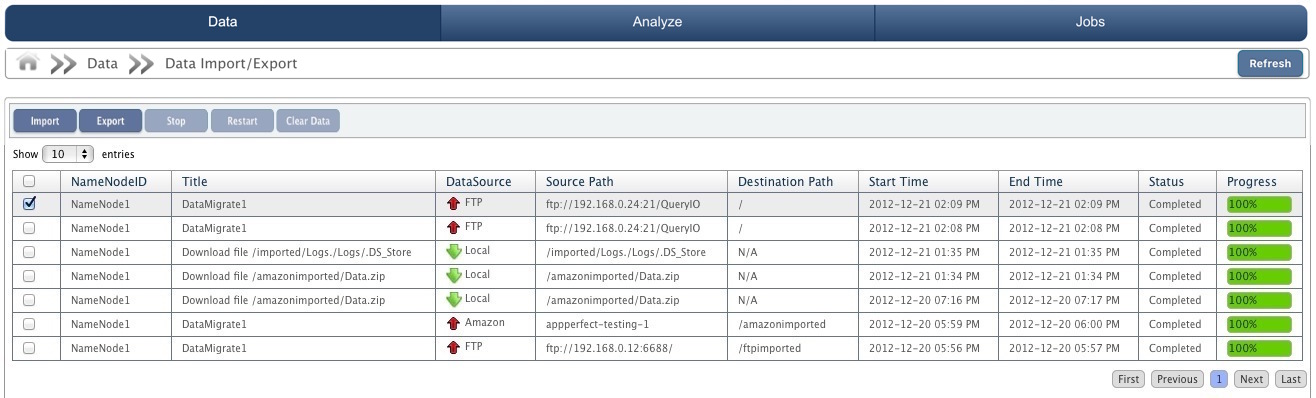 Data Analyze Jobs
Data Data Import/Export Refresh
Import Export Stop Restart Clear Data
Show 10 entries
NameNodeID Title DataSource Source Path Destination Path Start Time End Time Status Progress
NameNode1 DataMigrate1 FTP ftp://192.168.0.24:21/QueryIO / 2012-12-21 02:09 PM 2012-12-21 02:09 PM Completed 100%
NameNode1 DataMigrate1 FTP ftp://192.168.0.24:21/QueryIO / 2012-12-21 02:08 PM 2012-12-21 02:08 PM Completed 100%
NameNode1 Download file /imported/Logs./Logs/.DS_Store Local /imported/Logs./Logs/.DS_Store N/A 2012-12-21 01:35 PM 2012-12-21 01:35 PM Completed 100%
NameNode1 Download file /amazonimported/Data.zip Local /amazonimported/Data.zip N/A 2012-12-21 01:34 PM 2012-12-21 01:34 PM Completed 100%
NameNode1 Download file /amazonimported/Data.zip Local /amazonimported/Data.zip N/A 2012-12-20 07:16 PM 2012-12-20 07:17 PM Completed 100%
NameNode1 DataMigrate1 Amazon appperfect-testing-1 /amazonimported 2012-12-20 05:59 PM 2012-12-20 06:00 PM Completed 100%
NameNode1 DataMigrate1 FTP ftp://192.168.0.12:6688/ /ftpimported 2012-12-20 05:56 PM 2012-12-20 05:57 PM Completed 100%
First Previous 1 Next Last